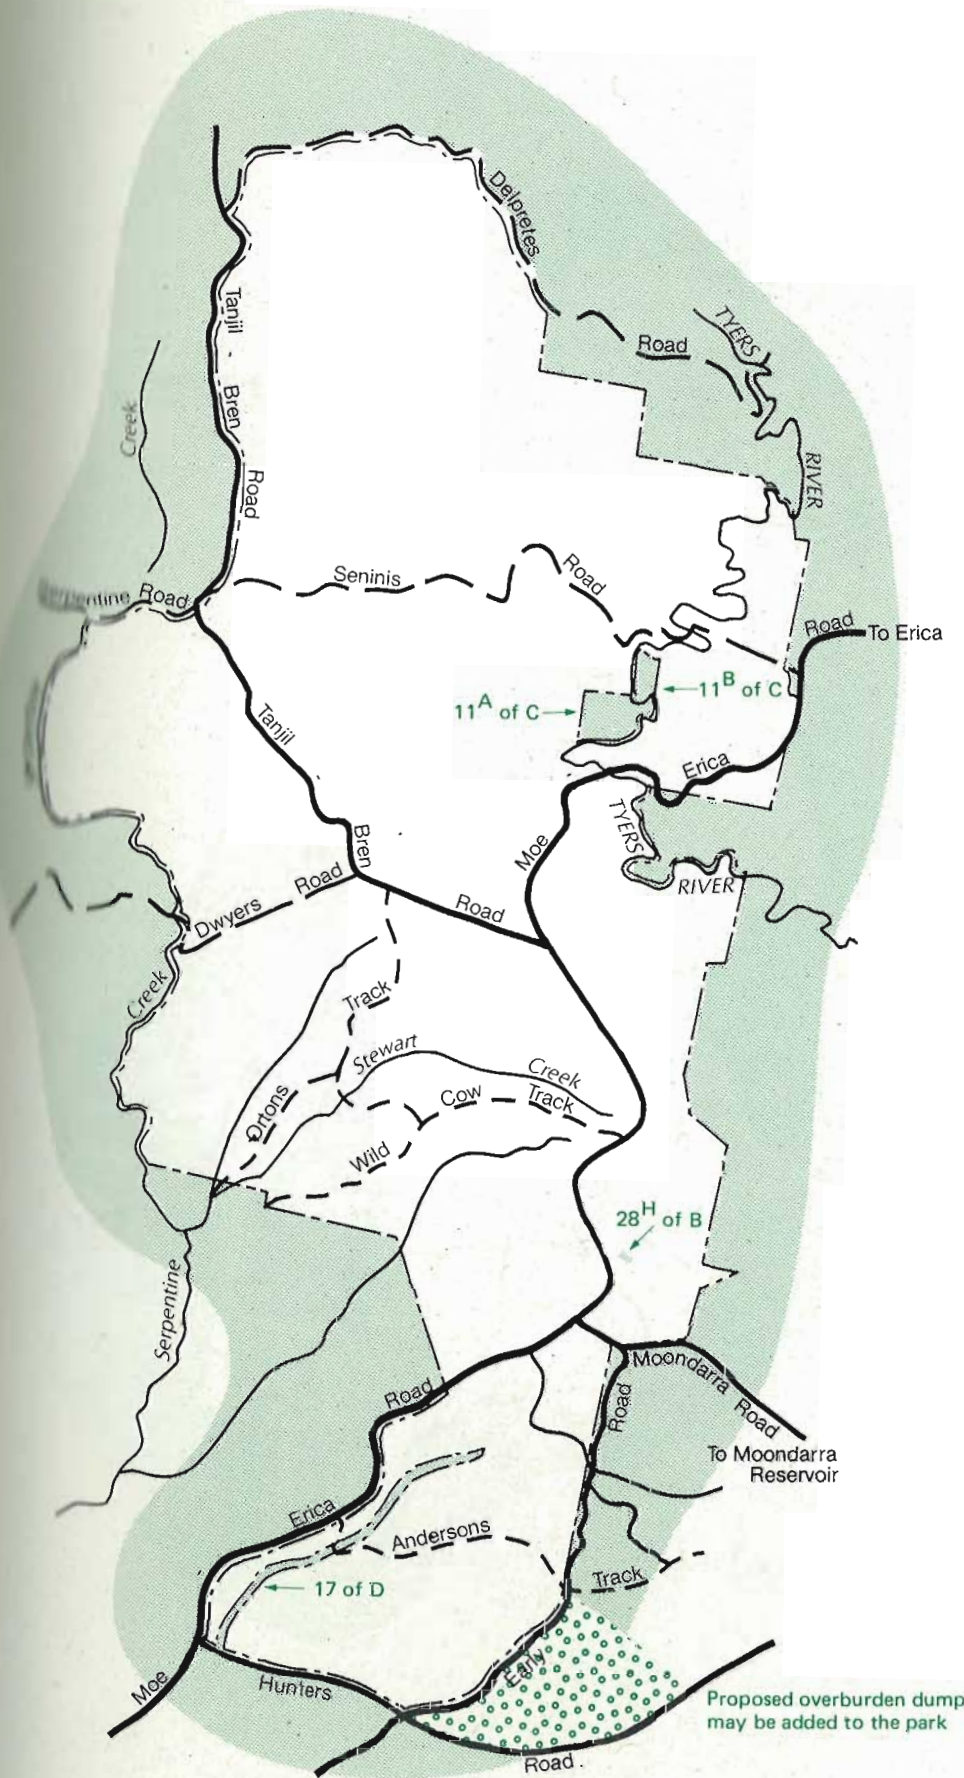 Delpretes
TYERS
Road
Tanjil - Bren
Road
Creek
RIVER
Seninis
Road
Serpentine Road
Road
To Erica
11B of C
11A of C
Tanjil
Erica
TYERS
Bren
Moe
Road
RIVER
Road
Dwyers
Creek
Track
Stewart
Creek
Cow
Track
Ortons
Wild
28H of B
Serpentine
Moondarra
Road
Road
Road
To Moondarra
Reservoir
Erica
Andersons
Track
17 of D
Early
Hunters
Moe
Proposed overburden dump
may be added to the park
Road